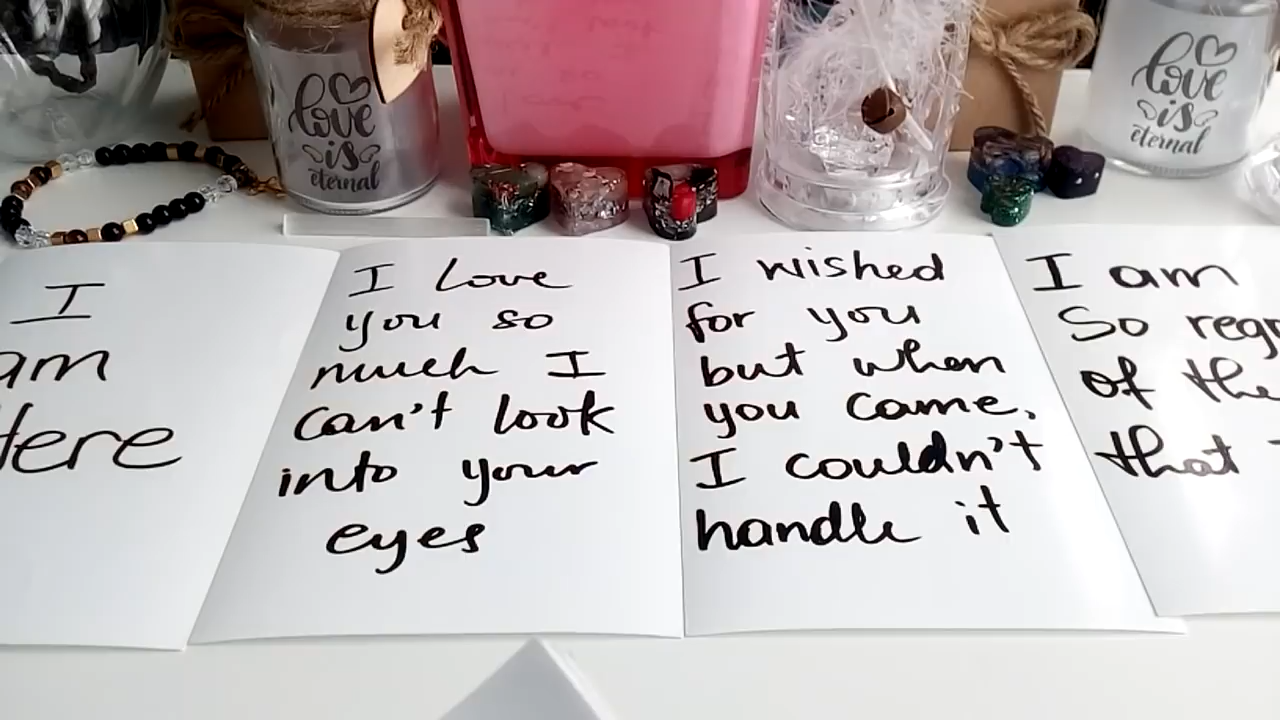 love
is
eternal
love
is
eternal
I
am
Here
I love
you so
much I
can't look
into your
eyes
I wished
for you
but when
you came,
I couldn't
handle it
I am
So
of the
that